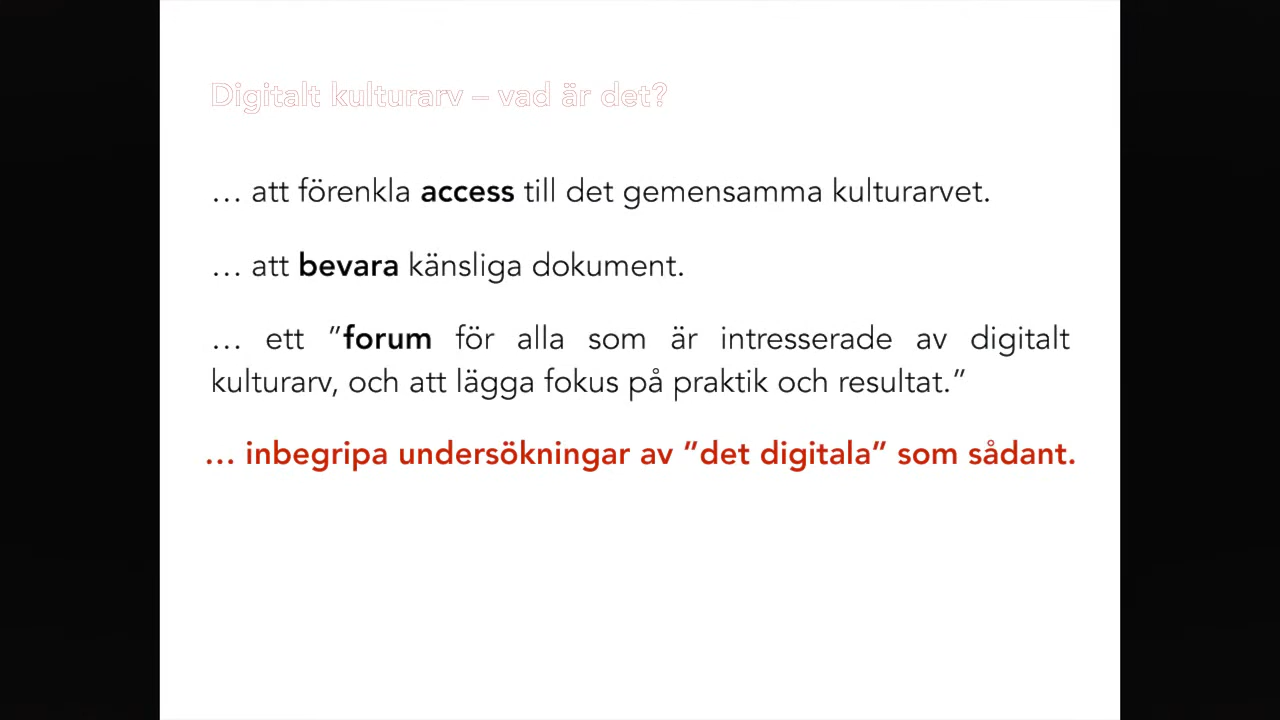 Digitalt kulturarv – vad är det?
… att förenkla access till det gemensamma kulturarvet.
… att bevara känsliga dokument.
… ett ”forum för alla som är intresserade av digitalt
kulturarv, och att lägga fokus på praktik och resultat.”
… inbegripa undersökningar av ”det digitala” som sådant.